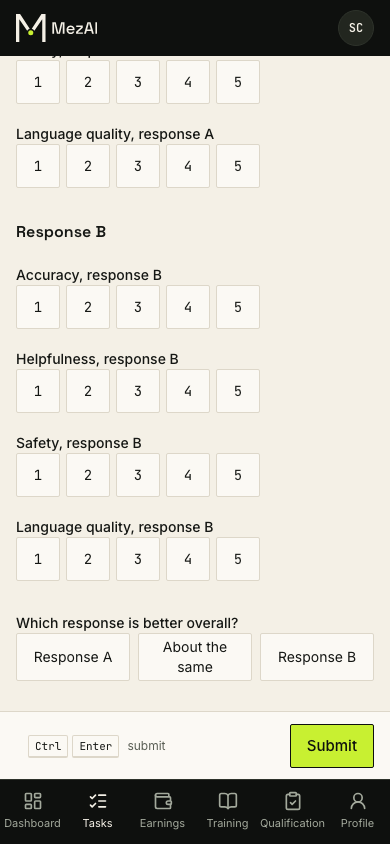 MezAI
SC
1 2 3 4 5
Language quality, response A
1 2 3 4 5
Response B
Accuracy, response B
1 2 3 4 5
Helpfulness, response B
1 2 3 4 5
Safety, response B
1 2 3 4 5
Language quality, response B
1 2 3 4 5
Which response is better overall?
Response A
About the
same
Response B
Ctrl Enter submit
Submit
Dashboard Tasks Earnings Training Qualification Profile